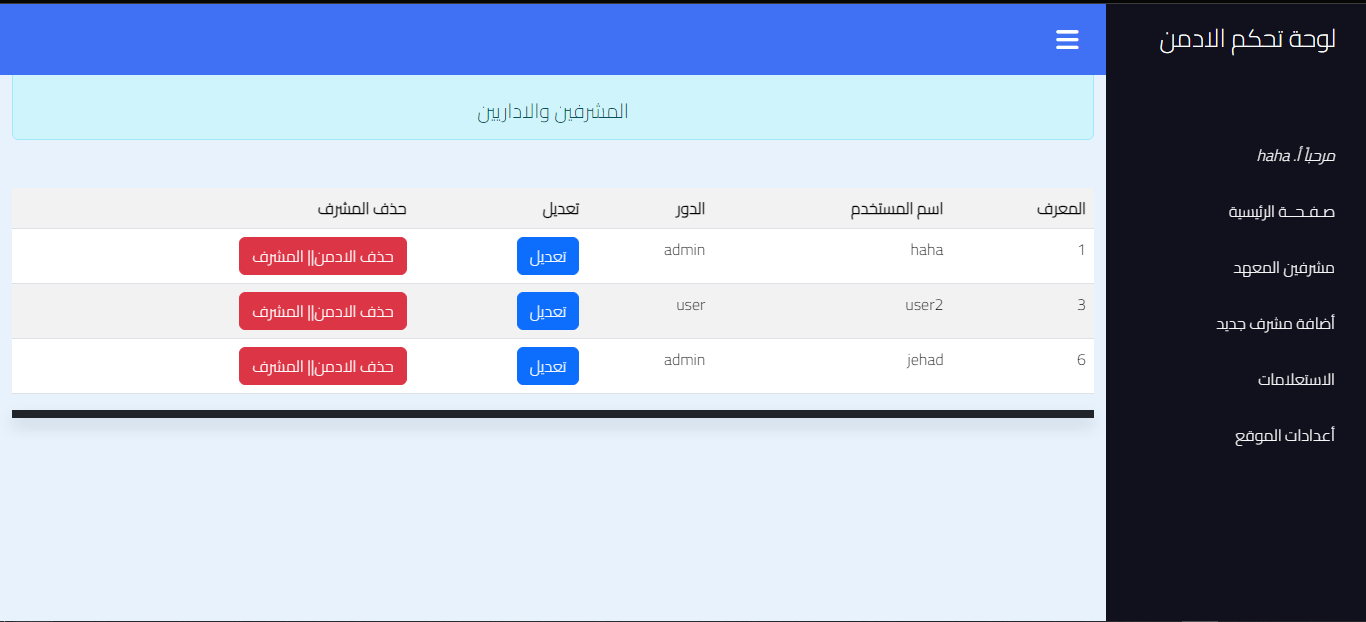 لوحة تحكم الادمن
مرحباً أ. haha
صـفـحــة الرئيسية
مشرفين المعهد
أضافة مشرف جديد
الاستعلامات
أعدادات الموقع
المشرفين والاداريين
المعرف اسم المستخدم الدور تعديل حذف المشرف
1 haha admin تعديل حذف الادمن|| المشرف
3 user2 user تعديل حذف الادمن|| المشرف
6 jehad admin تعديل حذف الادمن|| المشرف